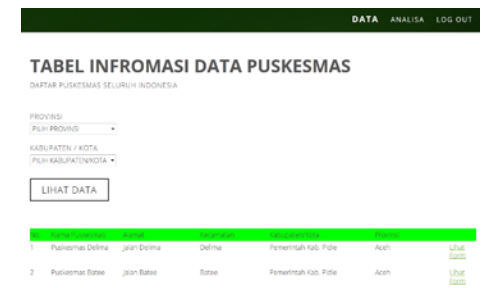 DATA ANALISA LOG OUT
TABEL INFROMASI DATA PUSKESMAS
DAFTAR PUSKESMAS SELURUH INDONESIA
PROVINSI
PILIH PROVINSI
KABUPATEN / KOTA
PILIH KABUPATEN/KOTA
LIHAT DATA
No Nama Puskesmas Alamat Kecamatan Kabupaten/Kota Provinsi
1 Puskesmas Delima Jalan Delima Delima Pemerintah Kab. Pidie Aceh Lihat
Form
2 Puskesmas Batee Jalan Batee Batee Pemerintah Kab. Pidie Aceh Lihat
Form